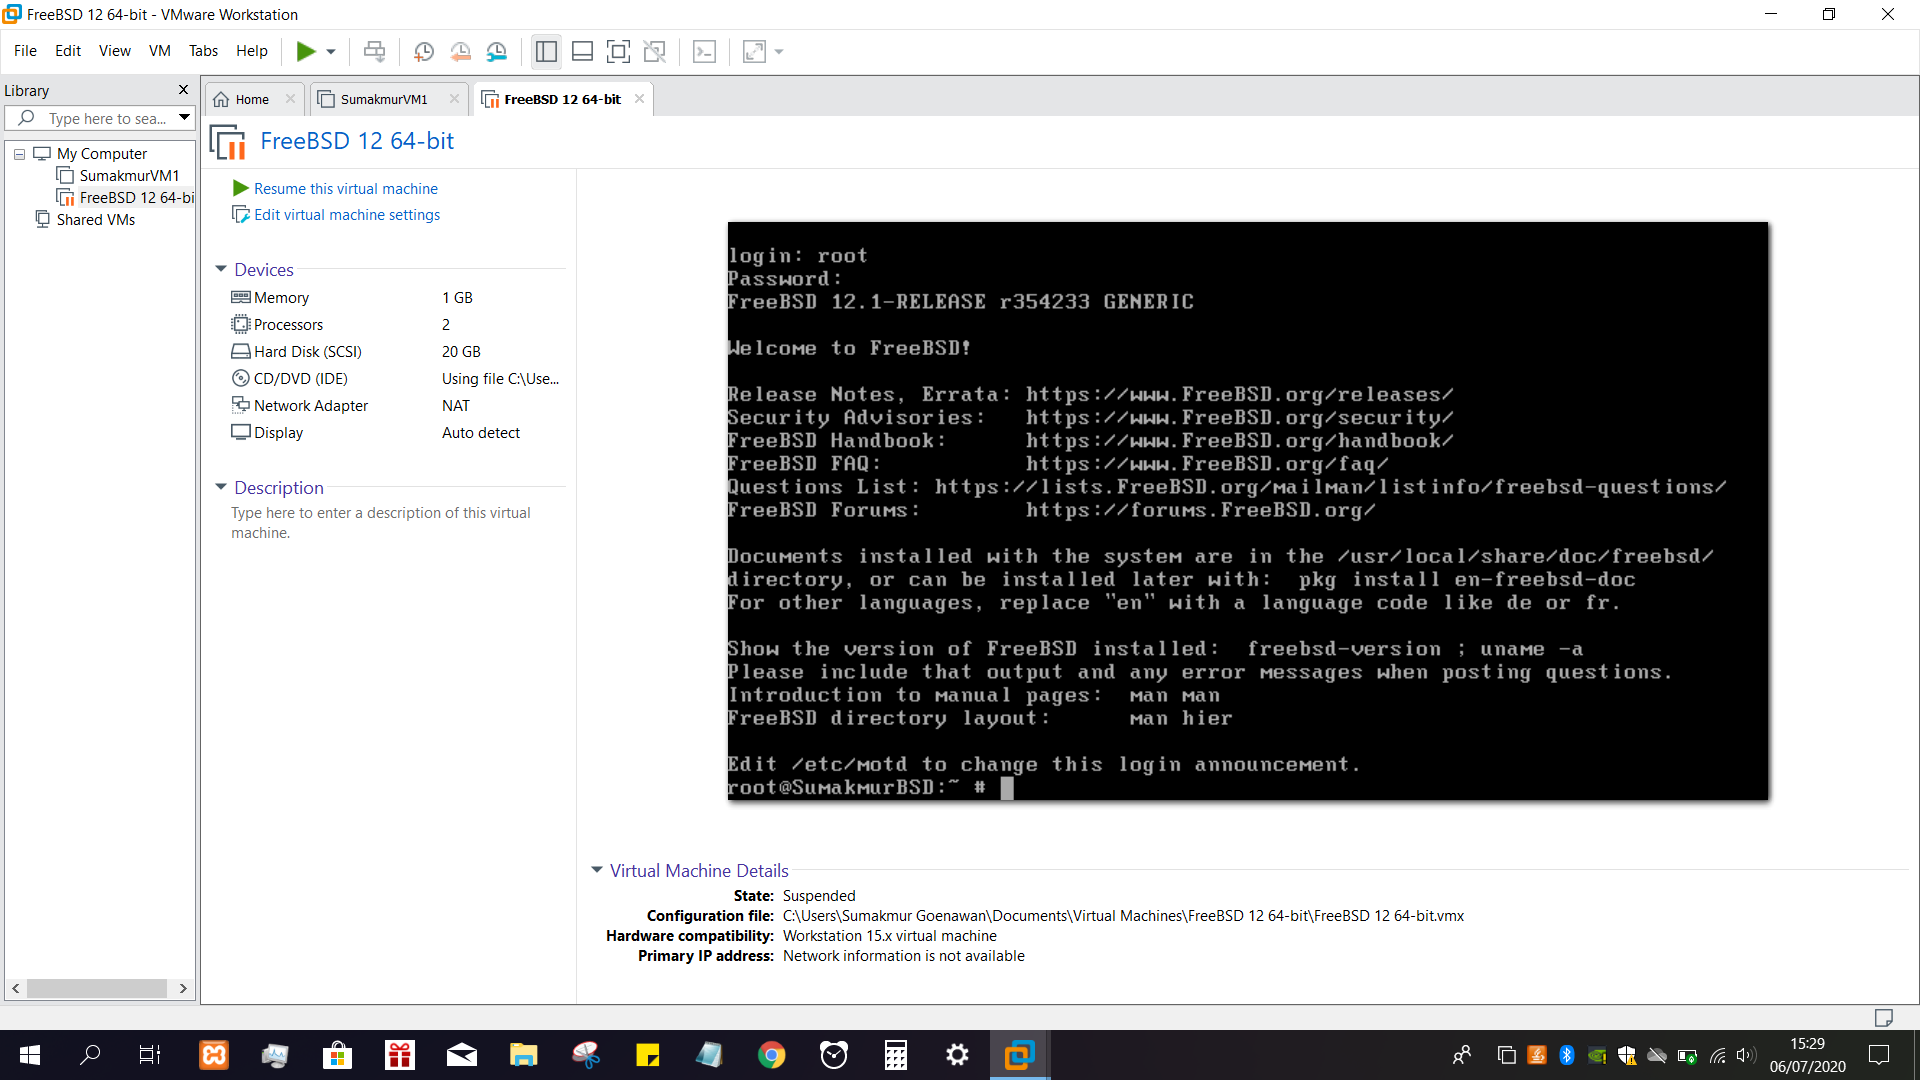 FreeBSD 12 64-bit - VMware Workstation
File Edit View VM Tabs Help
Library
Type here to sea...
My Computer
SumakmurVM1
FreeBSD 12 64-bi
Shared VMs
Home
SumakmurVM1
FreeBSD 12 64-bit
FreeBSD 12 64-bit
Resume this virtual machine
Edit virtual machine settings
Devices
Memory 1 GB
Processors 2
Hard Disk (SCSI) 20 GB
CD/DVD (IDE) Using file C:\Use...
Network Adapter NAT
Display Auto detect
Description
Type here to enter a description of this virtual
machine.
login: root
Password:
FreeBSD 12.1-RELEASE r354233 GENERIC
Welcome to FreeBSD!
Release Notes, Errata: https://www.FreeBSD.org/releases/
Security Advisories: https://www.FreeBSD.org/security/
FreeBSD Handbook: https://www.FreeBSD.org/handbook/
FreeBSD FAQ: https://www.FreeBSD.org/faq/
Questions List: https://lists.FreeBSD.org/mailman/listinfo/freebsd-questions/
FreeBSD Forums: https://forums.FreeBSD.org/
Documents installed with the system are in the /usr/local/share/doc/freebsd/
directory, or can be installed later with: pkg install en-freebsd-doc
For other languages, replace "en" with a language code like de or fr.
Show the version of FreeBSD installed: freebsd-version ; uname -a
Please include that output and any error messages when posting questions.
Introduction to manual pages: man man
FreeBSD directory layout: man hier
Edit /etc/motd to change this login announcement.
root@SumakmurBSD:~ #
Virtual Machine Details
State: Suspended
Configuration file: C:\Users\Sumakmur Goenawan\Documents\Virtual Machines\FreeBSD 12 64-bit\FreeBSD 12 64-bit.vmx
Hardware compatibility: Workstation 15.x virtual machine
Primary IP address: Network information is not available
15:29
06/07/2020